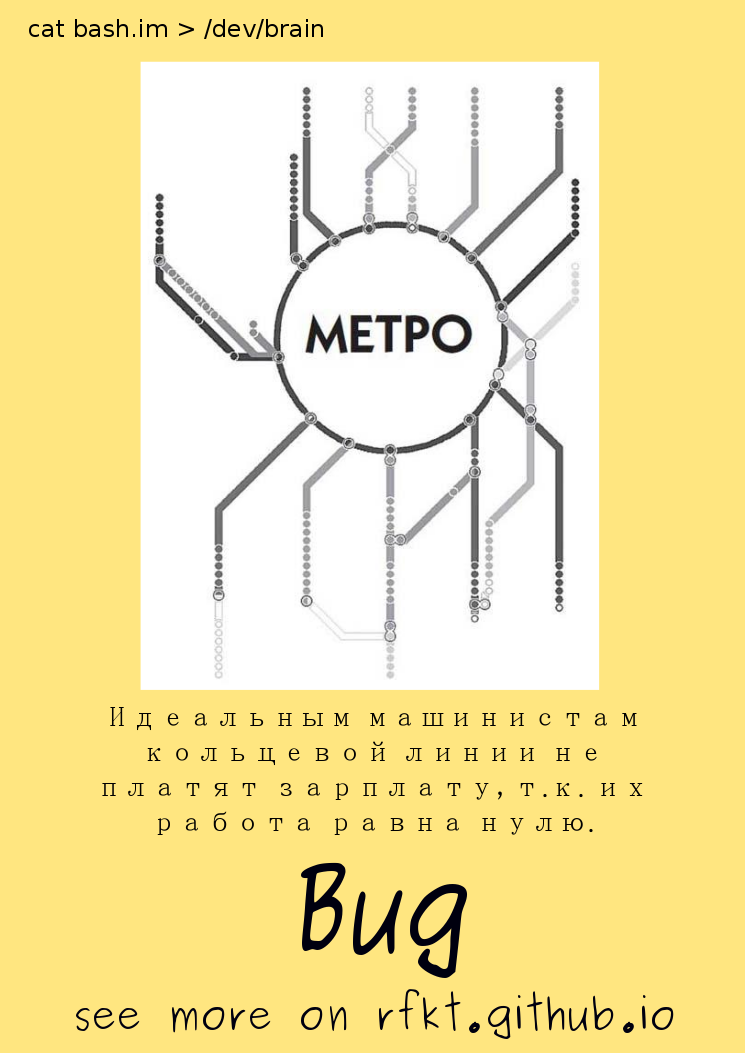 cat bash.im > /dev/brain
МЕТРО
Идеальным машинистам
кольцевой линии не
платят зарплату, т.к. их
работа равна нулю.
Bug
see more on rfkt.github.io